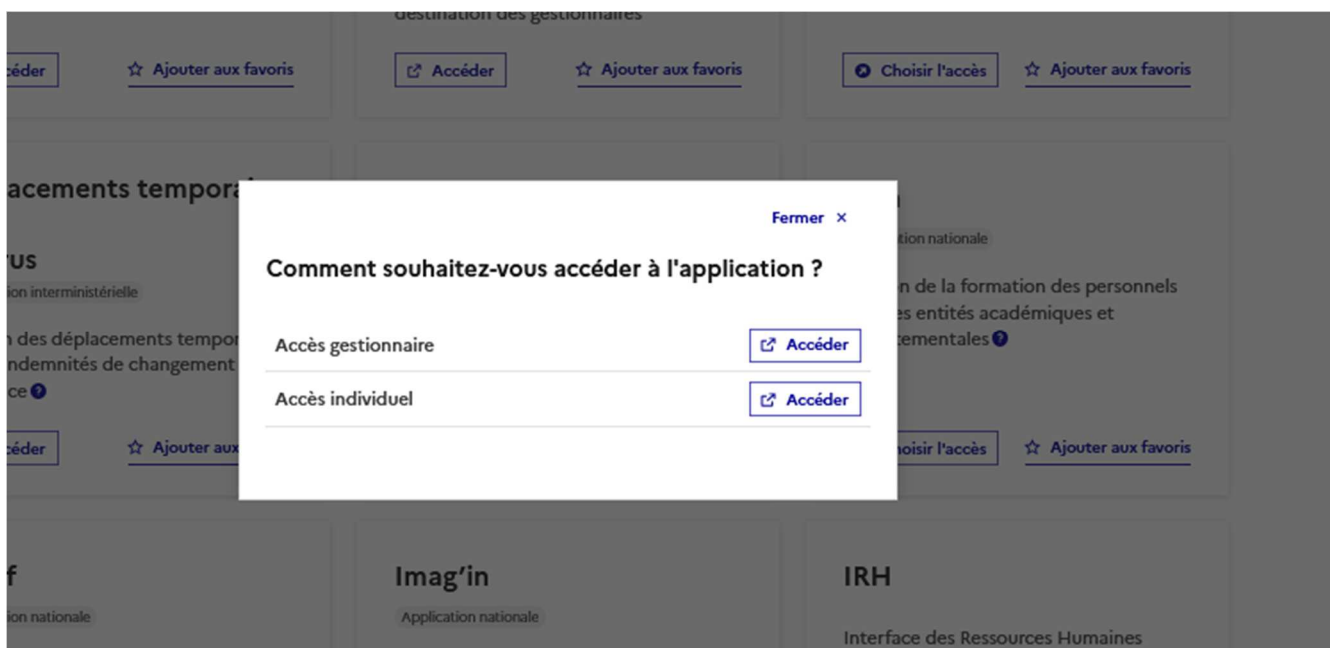 destination des gestionnaires
céder
Ajouter aux favoris
Accéder
Ajouter aux favoris
Choisir l'accès
Ajouter aux favoris
acements tempora
Fermer ×
Comment souhaitez-vous accéder à l'application ?
Accès gestionnaire
Accéder
Accès individuel
Accéder
rus
ion interministérielle
des déplacements tempor
ndemnités de changement
ce
céder
Ajouter aux
tion nationale
n de la formation des personnels
es entités académiques et
tementales
hoisir l'accès
Ajouter aux favoris
f
ion nationale
Imag'in
Application nationale
IRH
Interface des Ressources Humaines